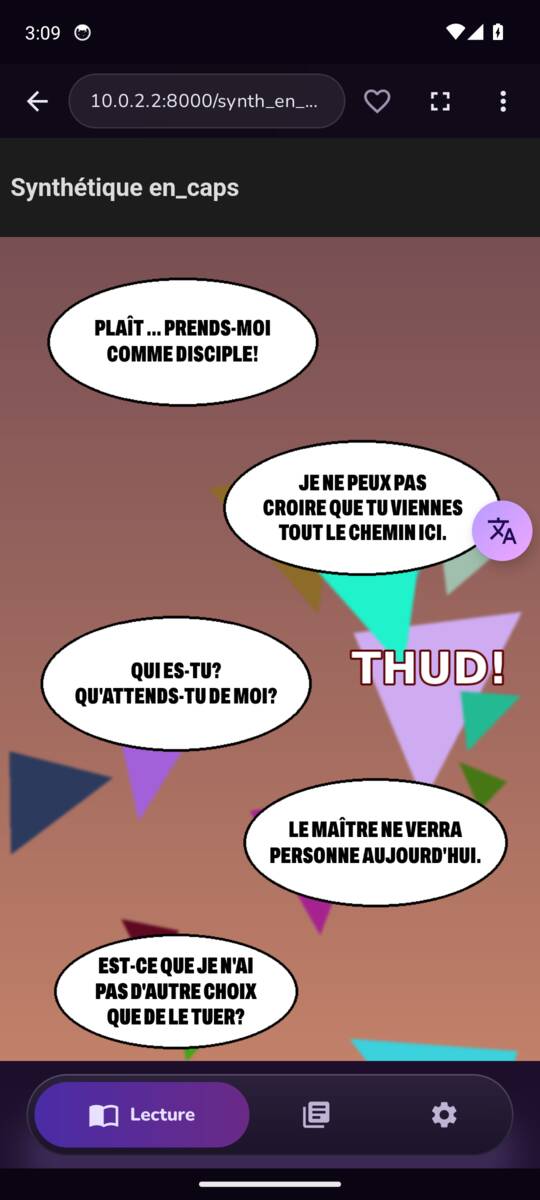 3:09
10.0.2.2:8000/synth_en_...
Synthétique en_caps
PLAÎT ... PRENDS-MOI
COMME DISCIPLE!
JE NE PEUX PAS
CROIRE QUE TU VIENNES
TOUT LE CHEMIN ICI.
THUD!
QUI ES-TU?
QU'ATTENDS-TU DE MOI?
LE MAÎTRE NE VERRA
PERSONNE AUJOURD'HUI.
EST-CE QUE JE N'AI
PAS D'AUTRE CHOIX
QUE DE LE TUER?
Lecture